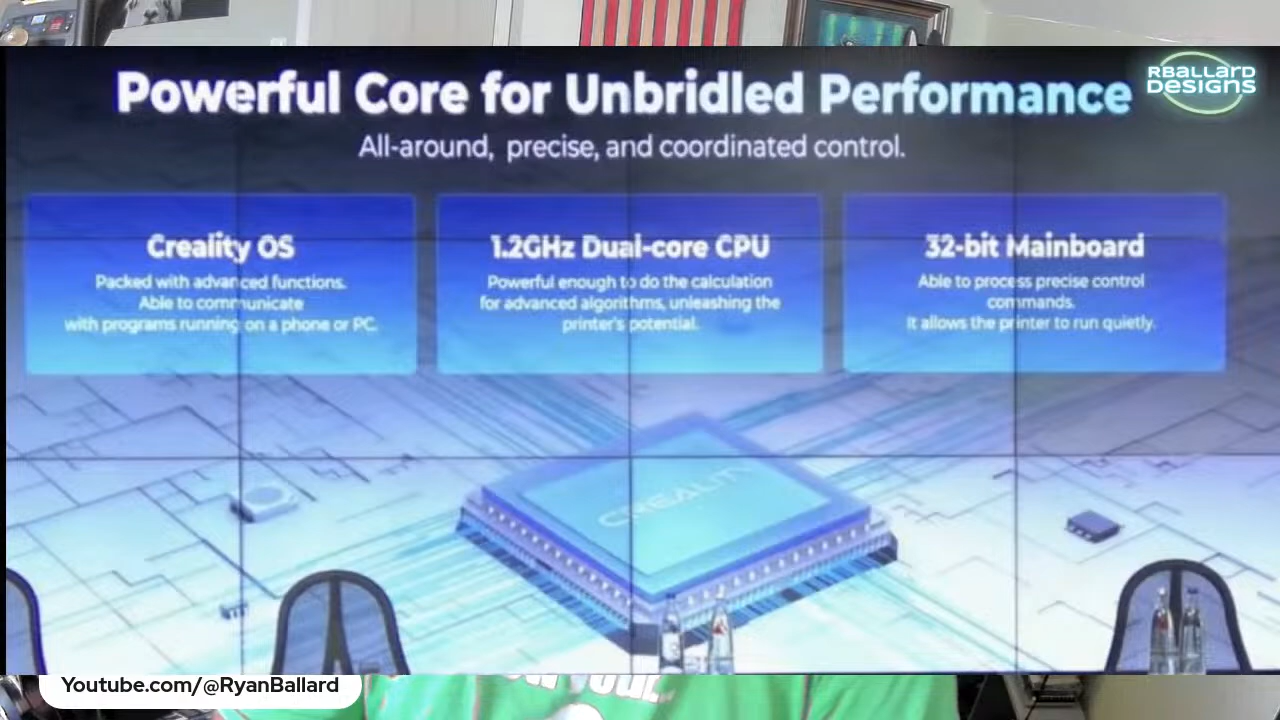 Powerful Core for Unbridled Performance
RBALLARD
DESIGNS
All-around, precise, and coordinated control.
Creality OS
Packed with advanced functions.
Able to communicate
with programs running on a phone or PC.
1.2GHz Dual-core CPU
Powerful enough to do the calculation
for advanced algorithms, unleashing the
printer's potential.
32-bit Mainboard
Able to process precise control
commands.
It allows the printer to run quietly.
CREALITY
Youtube.com/@RyanBallard